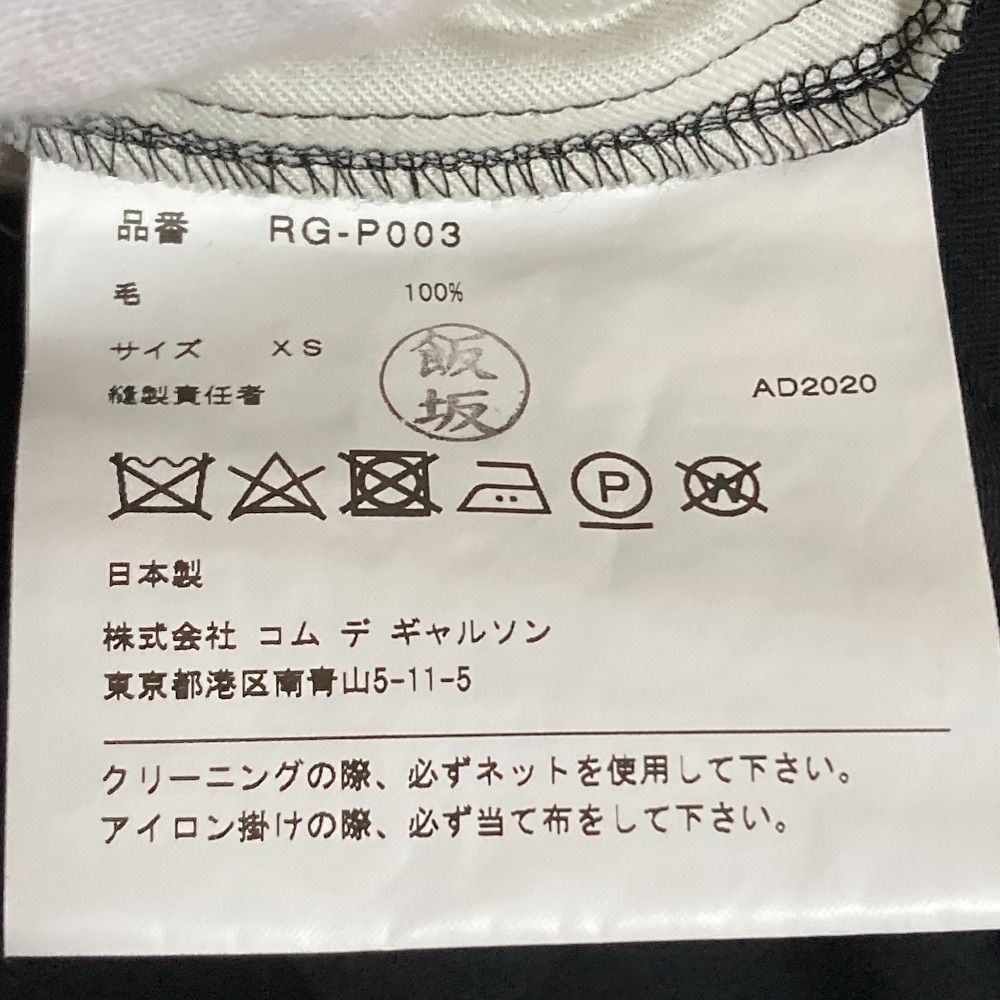 品番 RG-P003
毛 100%
サイズ XS
縫製責任者 飯坂
AD2020
P W
日本製
株式会社 コム デ ギャルソン
東京都港区南青山5-11-5
クリーニングの際、必ずネットを使用して下さい。
アイロン掛けの際、必ず当て布をして下さい。